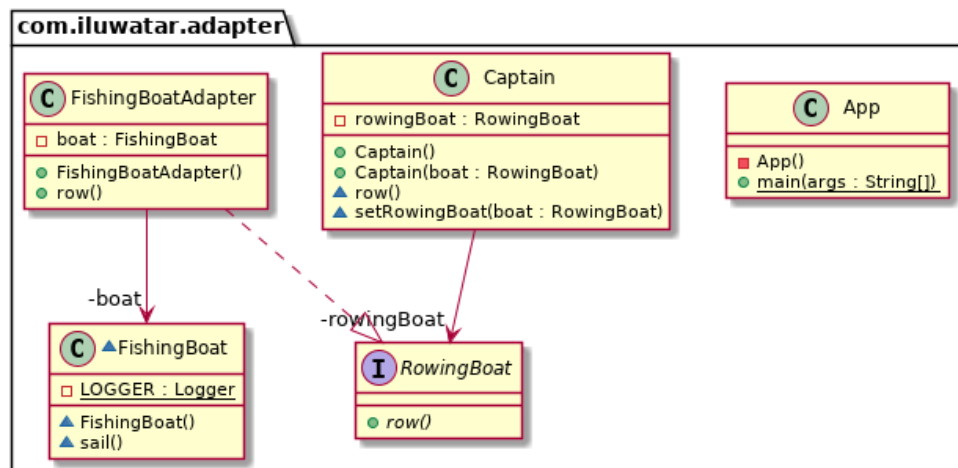 com.iluwatar.adapter
C FishingBoatAdapter
boat : FishingBoat
FishingBoatAdapter()
row()
C Captain
rowingBoat : RowingBoat
Captain()
Captain(boat : RowingBoat)
row()
setRowingBoat(boat : RowingBoat)
C App
App()
main(args : String[])
-boat
-rowingBoat
C FishingBoat
LOGGER : Logger
FishingBoat()
sail()
I RowingBoat
row()